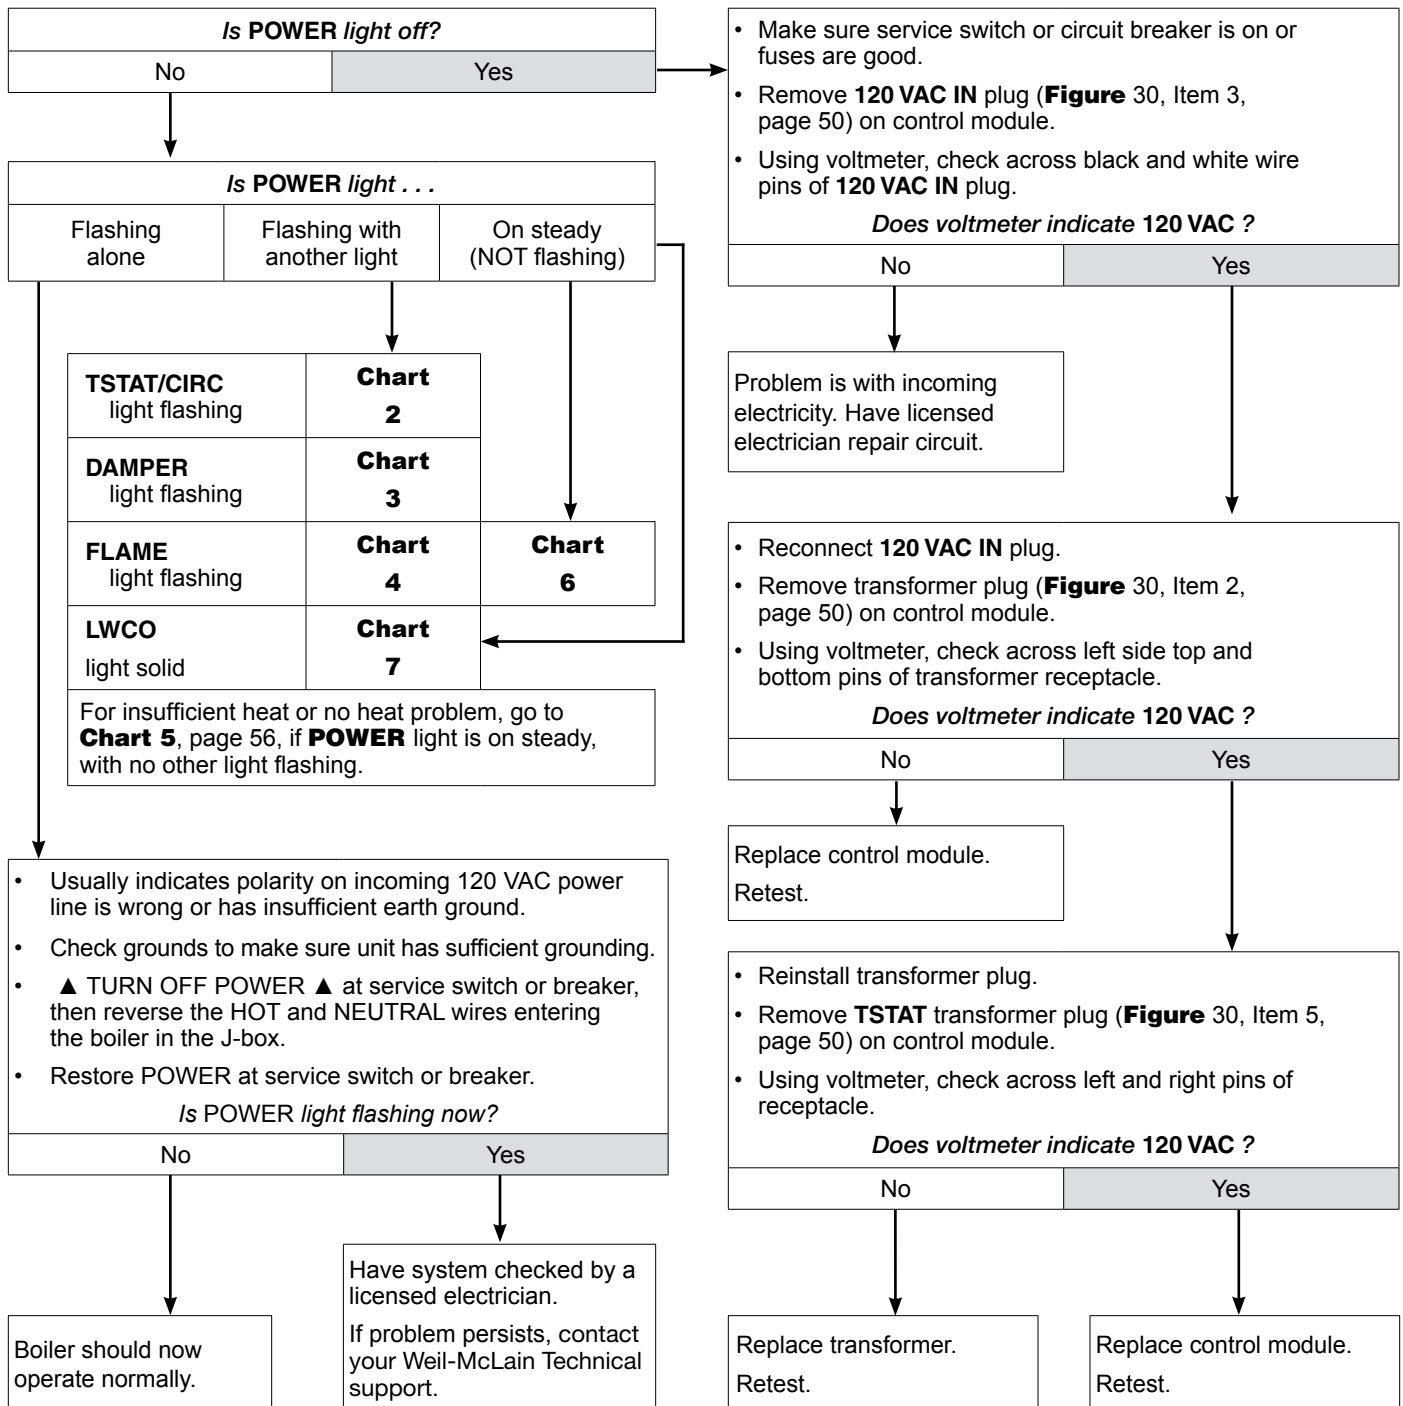 Is POWER light off?
No
Yes
Is POWER light . . .
Flashing
alone
Flashing with
another light
On steady
(NOT flashing)
TSTAT/CIRC
light flashing
Chart
2
DAMPER
light flashing
Chart
3
FLAME
light flashing
Chart
4
Chart
6
LWCO
light solid
Chart
7
For insufficient heat or no heat problem, go to
Chart 5, page 56, if POWER light is on steady,
with no other light flashing.
• Usually indicates polarity on incoming 120 VAC power
line is wrong or has insufficient earth ground.
• Check grounds to make sure unit has sufficient grounding.
• ▲ TURN OFF POWER ▲ at service switch or breaker,
then reverse the HOT and NEUTRAL wires entering
the boiler in the J-box.
• Restore POWER at service switch or breaker.
Is POWER light flashing now?
No
Yes
Boiler should now
operate normally.
Have system checked by a
licensed electrician.
If problem persists, contact
your Weil-McLain Technical
support.
• Make sure service switch or circuit breaker is on or
fuses are good.
• Remove 120 VAC IN plug (Figure 30, Item 3,
page 50) on control module.
• Using voltmeter, check across black and white wire
pins of 120 VAC IN plug.
Does voltmeter indicate 120 VAC ?
No
Yes
Problem is with incoming
electricity. Have licensed
electrician repair circuit.
• Reconnect 120 VAC IN plug.
• Remove transformer plug (Figure 30, Item 2,
page 50) on control module.
• Using voltmeter, check across left side top and
bottom pins of transformer receptacle.
Does voltmeter indicate 120 VAC ?
No
Yes
Replace control module.
Retest.
• Reinstall transformer plug.
• Remove TSTAT transformer plug (Figure 30, Item 5,
page 50) on control module.
• Using voltmeter, check across left and right pins of
receptacle.
Does voltmeter indicate 120 VAC ?
No
Yes
Replace transformer.
Retest.
Replace control module.
Retest.